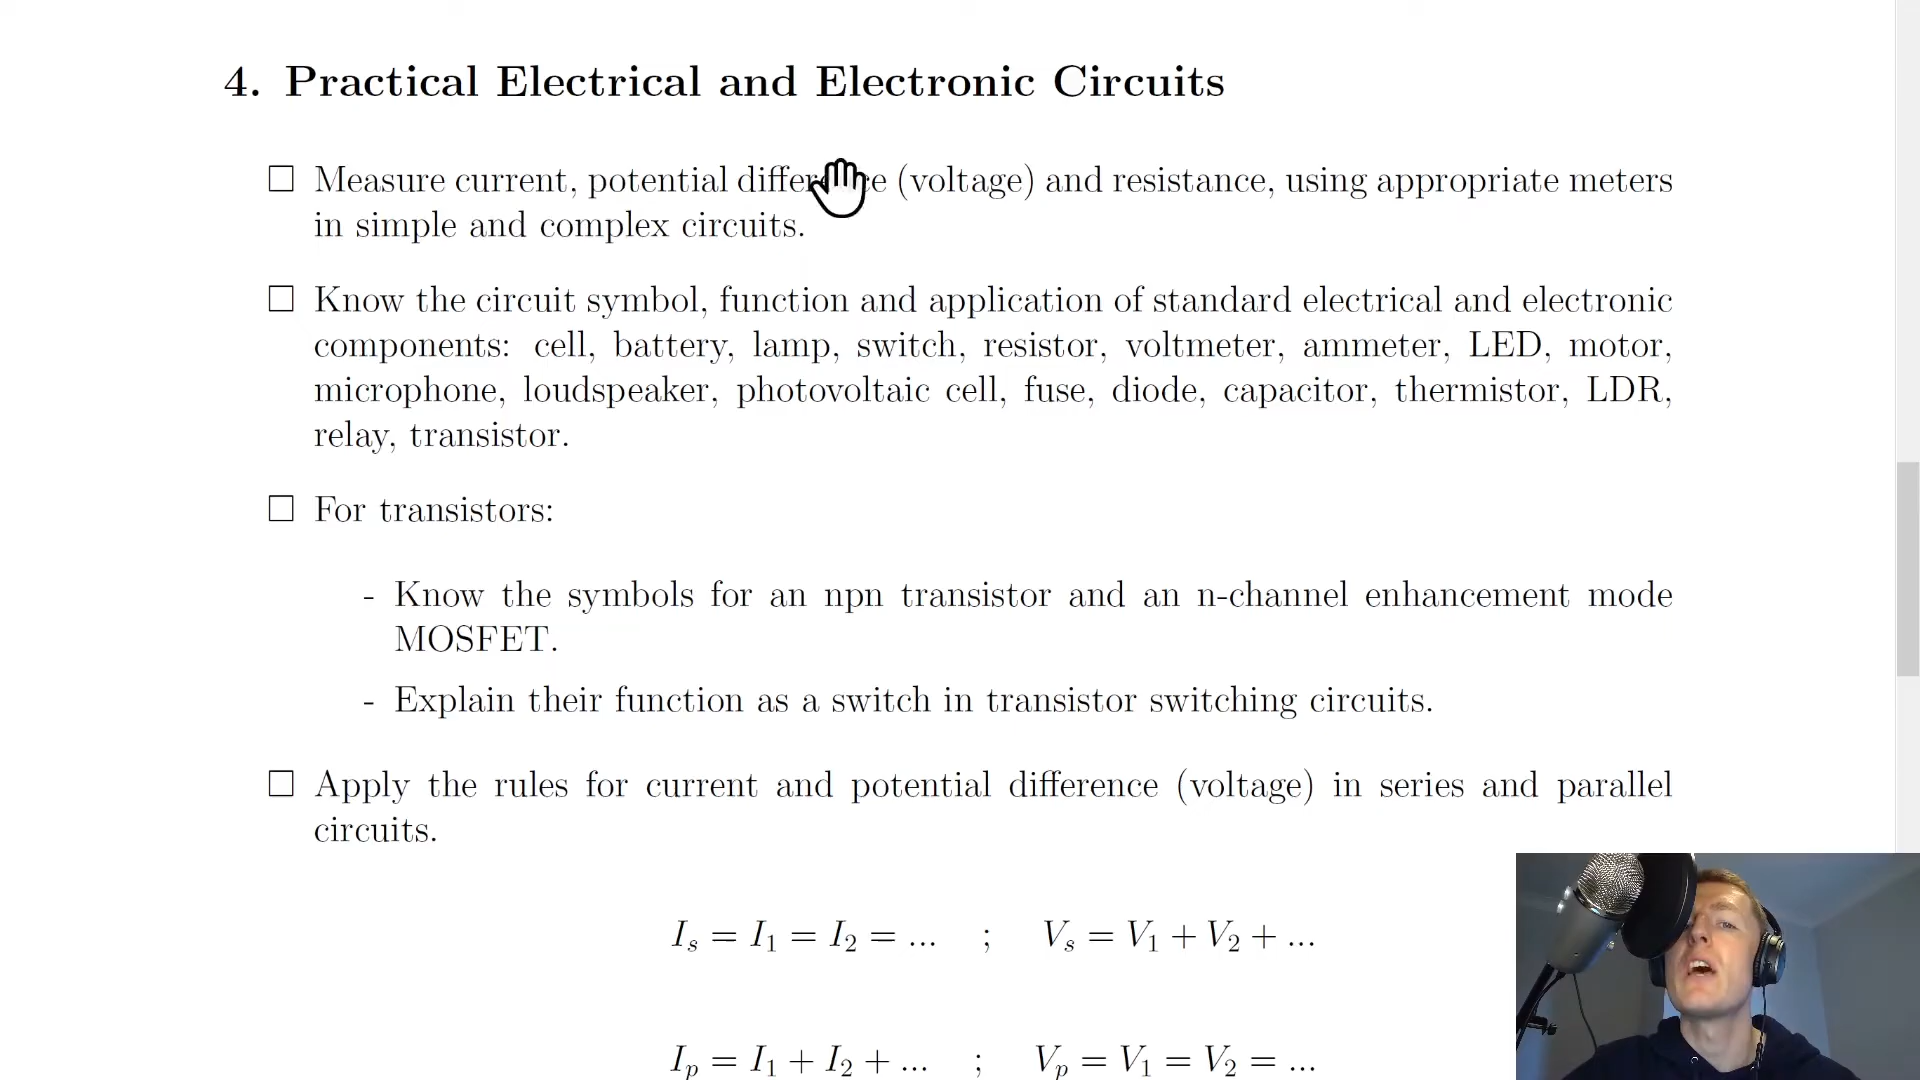 4. Practical Electrical and Electronic Circuits
☐ Measure current, potential difference (voltage) and resistance, using appropriate meters
in simple and complex circuits.
☐ Know the circuit symbol, function and application of standard electrical and electronic
components: cell, battery, lamp, switch, resistor, voltmeter, ammeter, LED, motor,
microphone, loudspeaker, photovoltaic cell, fuse, diode, capacitor, thermistor, LDR,
relay, transistor.
☐ For transistors:
- Know the symbols for an npn transistor and an n-channel enhancement mode
MOSFET.
- Explain their function as a switch in transistor switching circuits.
☐ Apply the rules for current and potential difference (voltage) in series and parallel
circuits.
I_s = I_1 = I_2 = ... ; V_s = V_1 + V_2 + ...
I_p = I_1 + I_2 + ... ; V_p = V_1 = V_2 = ...